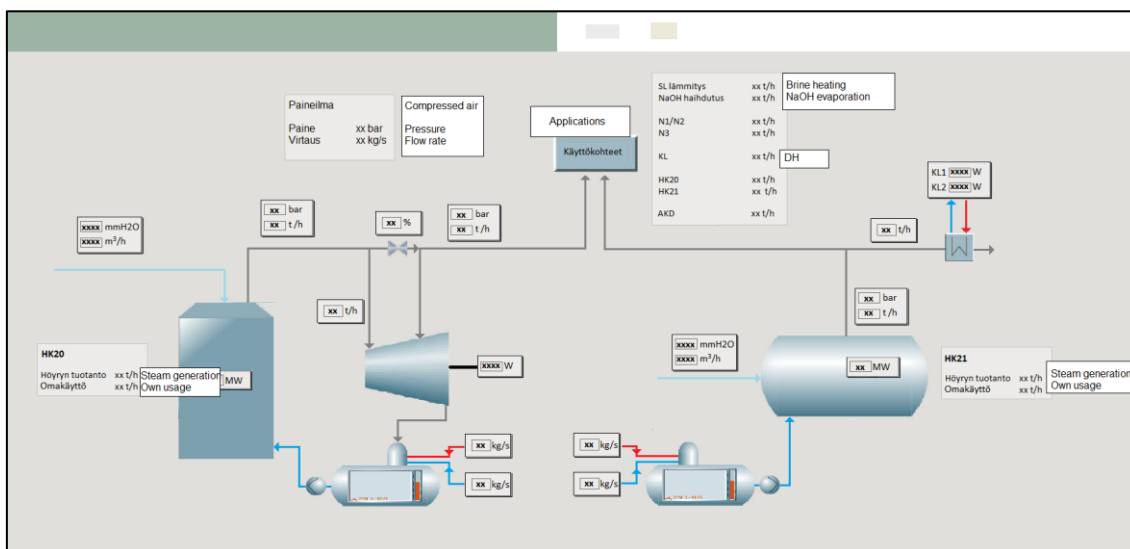 Paineilma
Paine xx bar
Virtaus xx kg/s
Compressed air
Pressure
Flow rate
Applications
Käyttökohteet
SL lämmitys xx t/h
NaOH haihdutus xx t/h
N1/N2 xx t/h
N3 xx t/h
KL xx t/h
HK20 xx t/h
HK21 xx t/h
AKD xx t/h
Brine heating
NaOH evaporation
DH
KL1 xxxx W
KL2 xxxx W
xxxx mmH2O
xxxx m³/h
xx bar
xx t/h
xx %
xx bar
xx t/h
xx t/h
xx t/h
xx bar
xx t/h
HK20
Höyryn tuotanto xx t/h
Omakäyttö xx t/h
Steam generation
Own usage
MW
xxxx W
xxxx mmH2O
xxxx m³/h
xx MW
HK21
Höyryn tuotanto xx t/h
Omakäyttö xx t/h
Steam generation
Own usage
xx kg/s
xx kg/s
xx kg/s
xx kg/s